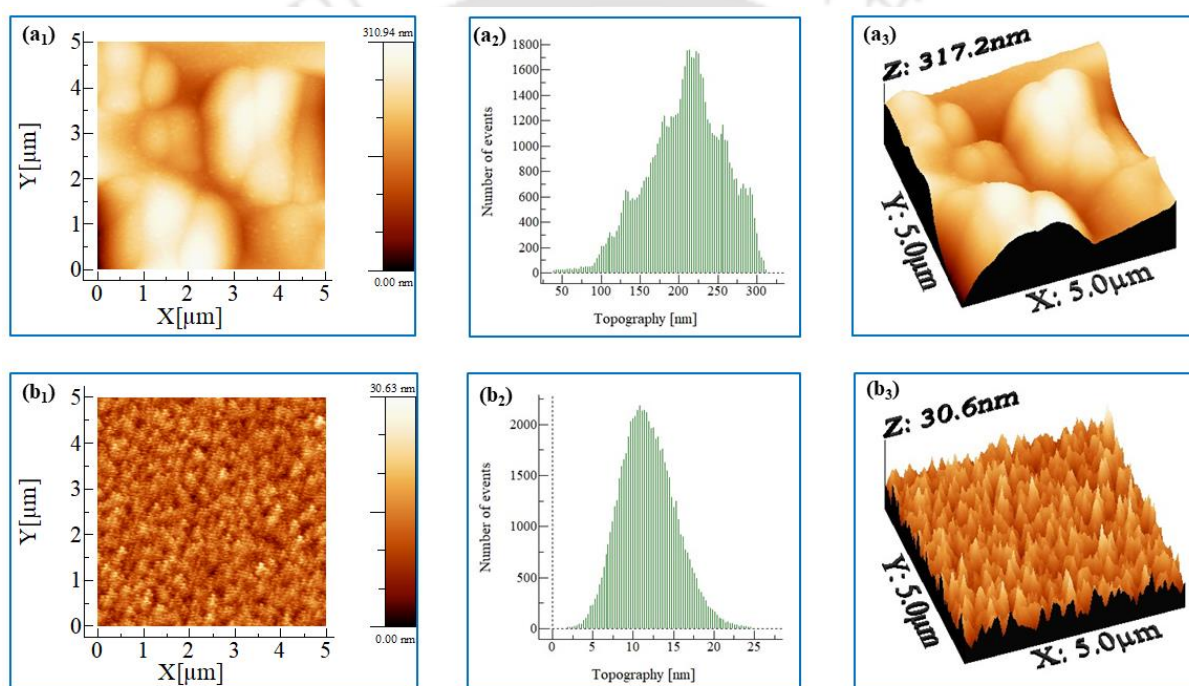 (a1)
310.94 nm
5
4
3
2
1
0
Y[µm]
0 1 2 3 4 5
X[µm]
0.00 nm
(a2)
1800
1600
1400
1200
1000
800
600
400
200
0
Number of events
50 100 150 200 250 300
Topography [nm]
(a3)
Z: 317.2nm
Y: 5.0µm
X: 5.0µm
(b1)
30.63 nm
5
4
3
2
1
0
Y[µm]
0 1 2 3 4 5
X[µm]
0.00 nm
(b2)
2000
1500
1000
500
0
Number of events
0 5 10 15 20 25
Topography [nm]
(b3)
Z: 30.6nm
Y: 5.0µm
X: 5.0µm